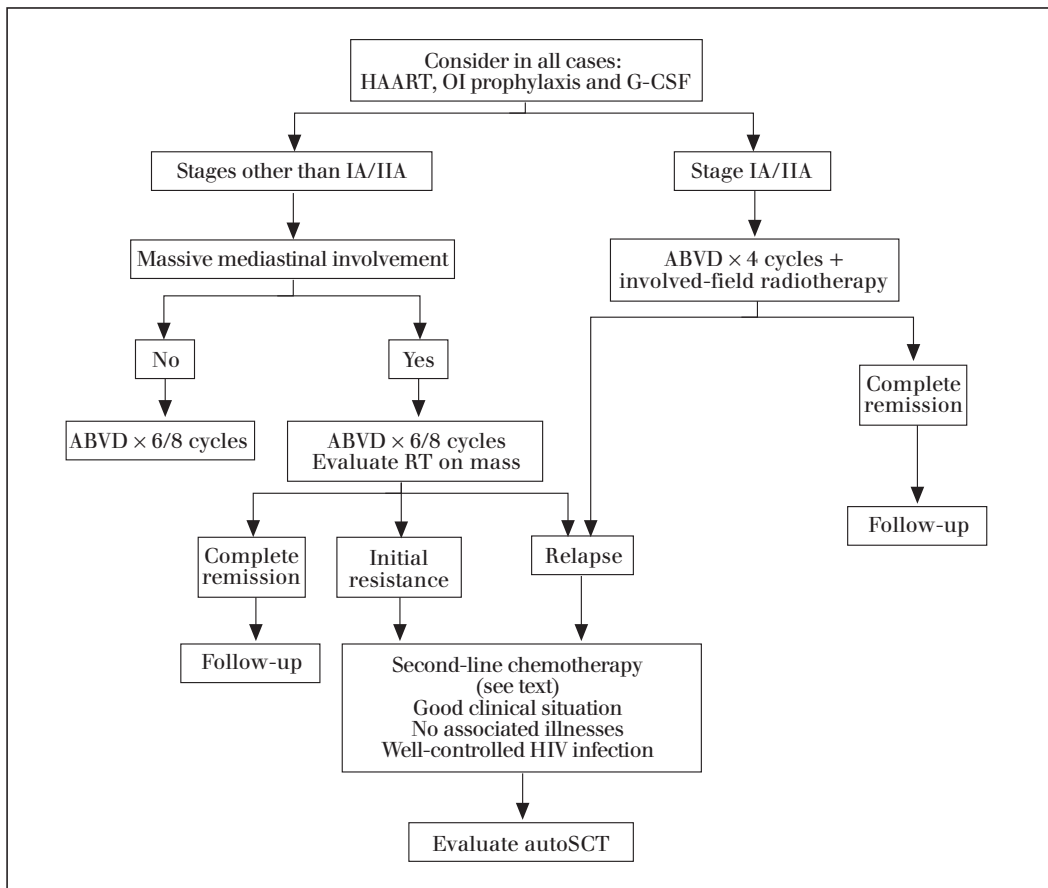 Consider in all cases:
HAART, OI prophylaxis and G-CSF
Stages other than IA/IIA
Stage IA/IIA
Massive mediastinal involvement
ABVD × 4 cycles +
involved-field radiotherapy
No
Yes
Complete
remission
ABVD × 6/8 cycles
ABVD × 6/8 cycles
Evaluate RT on mass
Follow-up
Complete
remission
Initial
resistance
Relapse
Follow-up
Second-line chemotherapy
(see text)
Good clinical situation
No associated illnesses
Well-controlled HIV infection
Evaluate autoSCT